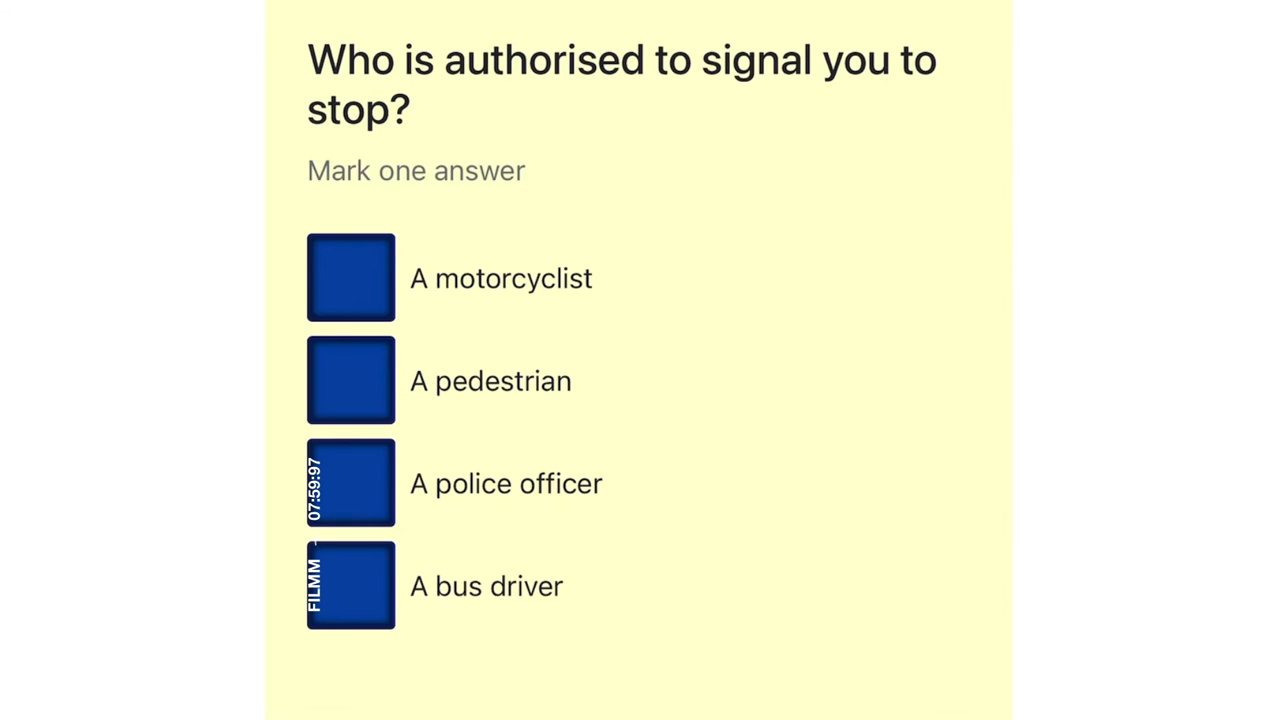 Who is authorised to signal you to
stop?
Mark one answer
A motorcyclist
A pedestrian
A police officer
A bus driver
FILMM - 07:59:97